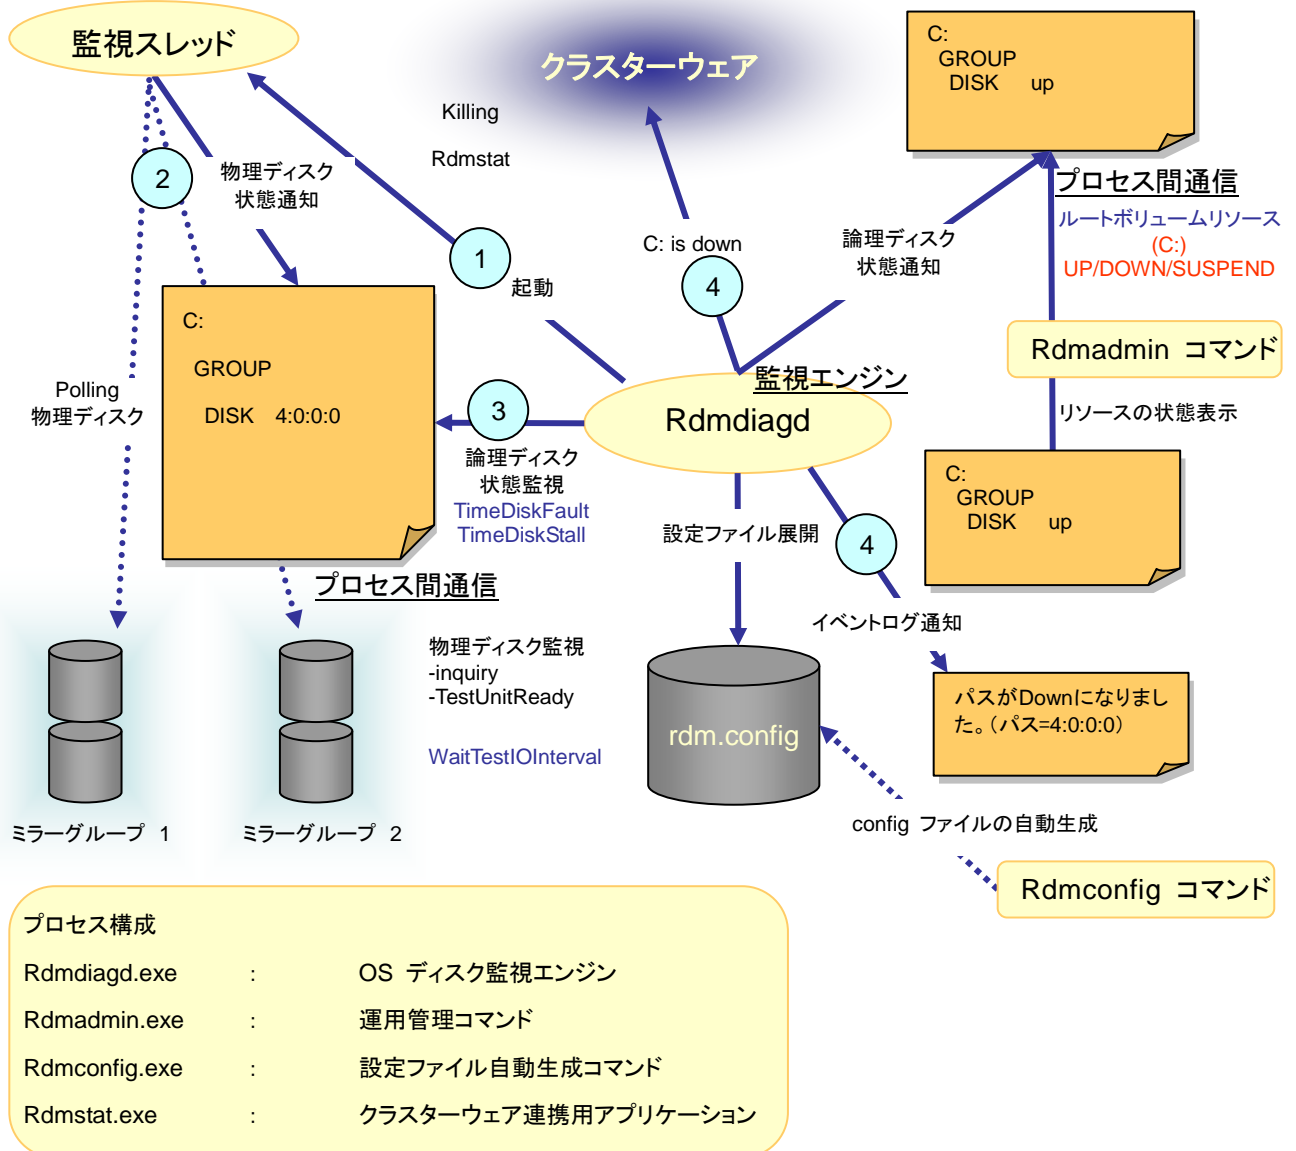 監視スレッド
クラスターウェア
C:
GROUP
DISK up
Killing
Rdmstat
2
物理ディスク
状態通知
プロセス間通信
ルートボリュームリソース
(C:)
UP/DOWN/SUSPEND
1
起動
C: is down
4
論理ディスク
状態通知
C:
GROUP
DISK 4:0:0:0
Rdmadmin コマンド
Polling
物理ディスク
3
監視エンジン
Rdmdiagd
リソースの状態表示
論理ディスク
状態監視
TimeDiskFault
TimeDiskStall
C:
GROUP
DISK up
設定ファイル展開
4
プロセス間通信
イベントログ通知
物理ディスク監視
-inquiry
-TestUnitReady
WaitTestIOInterval
rdm.config
パスがDownになりまし
た。（パス=4:0:0:0）
ミラーグループ 1
ミラーグループ 2
config ファイルの自動生成
Rdmconfig コマンド
プロセス構成
Rdmdiagd.exe : OS ディスク監視エンジン
Rdmadmin.exe : 運用管理コマンド
Rdmconfig.exe : 設定ファイル自動生成コマンド
Rdmstat.exe : クラスターウェア連携用アプリケーション